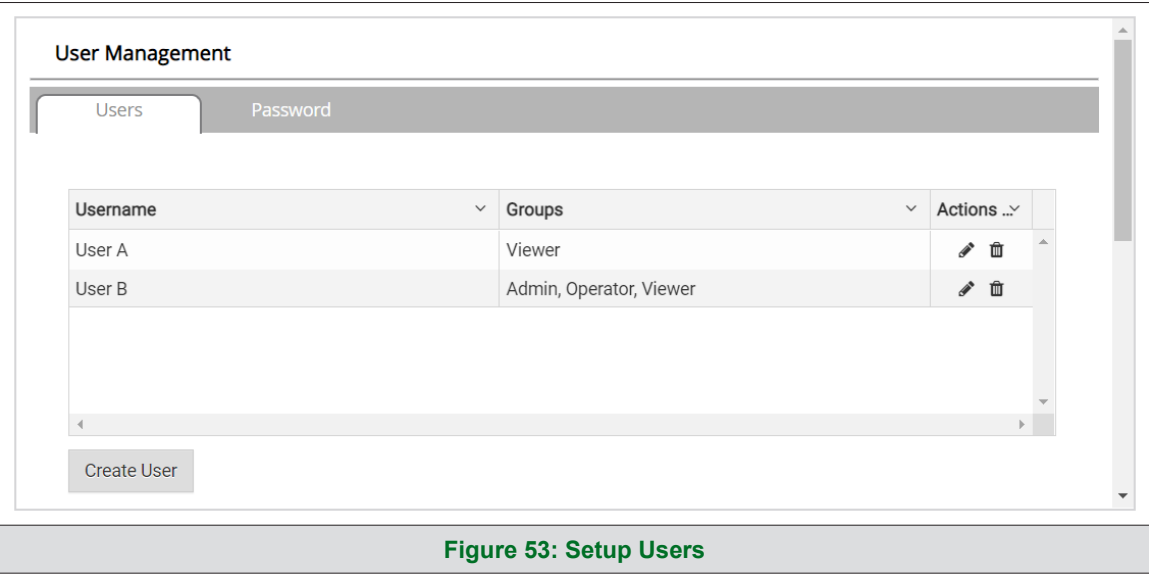 User Management
Users Password
Username Groups Actions ...
User A Viewer
User B Admin, Operator, Viewer
Create User
Figure 53: Setup Users